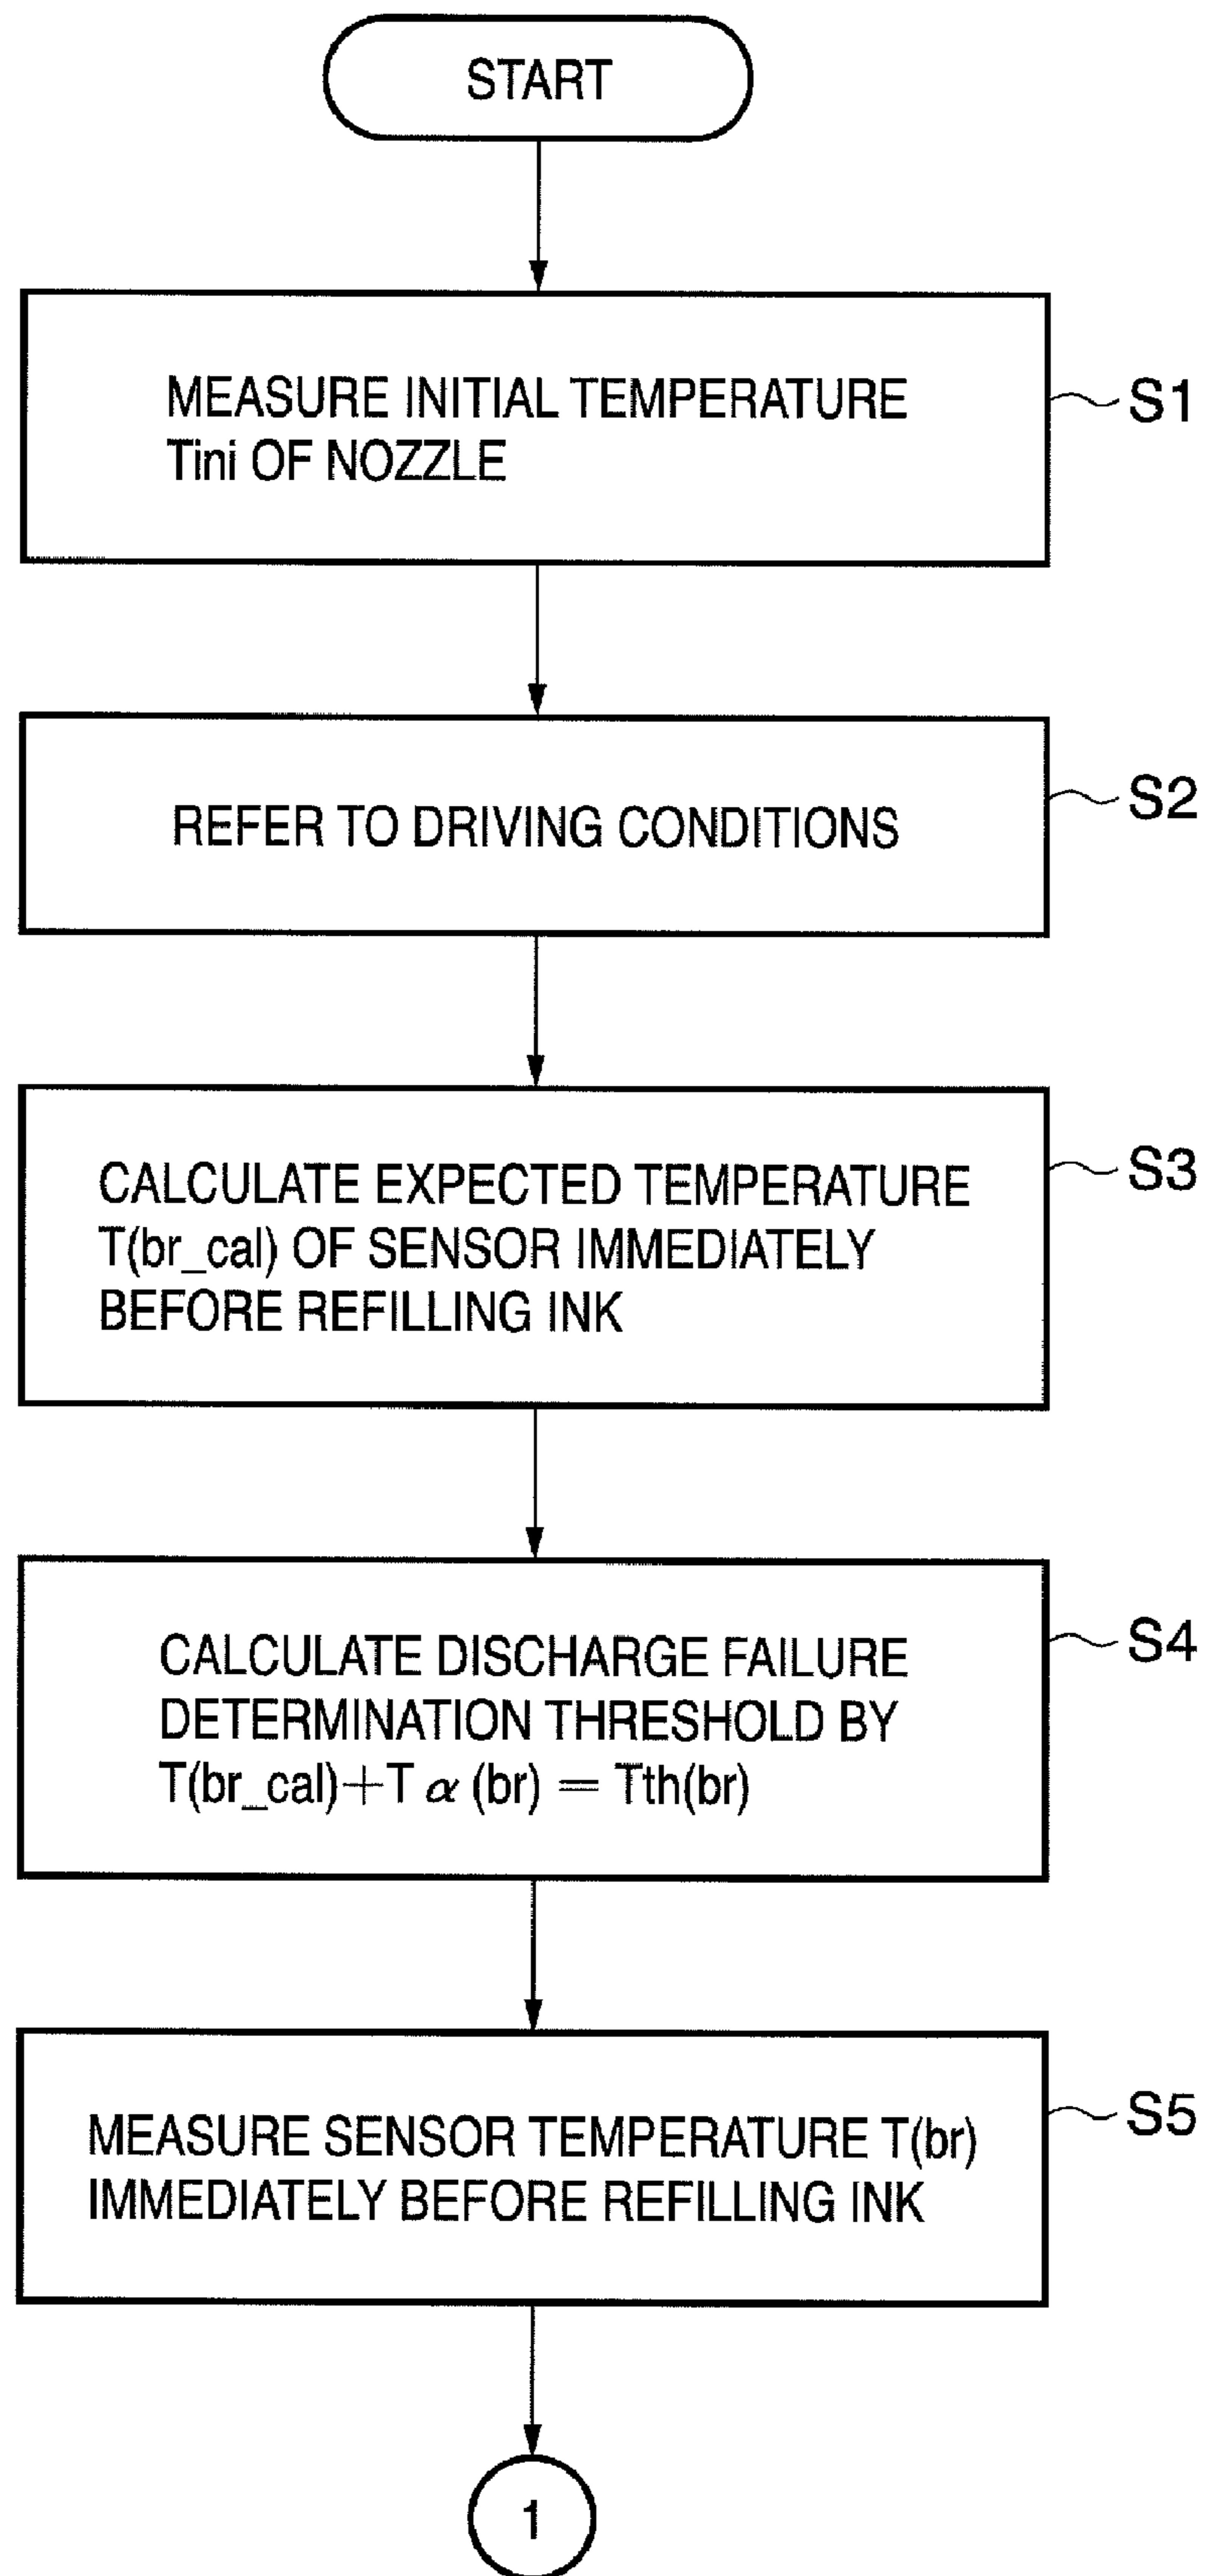 START
MEASURE INITIAL TEMPERATURE
Tini OF NOZZLE
S1
REFER TO DRIVING CONDITIONS
S2
CALCULATE EXPECTED TEMPERATURE
T(br_cal) OF SENSOR IMMEDIATELY
BEFORE REFILLING INK
S3
CALCULATE DISCHARGE FAILURE
DETERMINATION THRESHOLD BY
T(br_cal)+T α (br) = Tth(br)
S4
MEASURE SENSOR TEMPERATURE T(br)
IMMEDIATELY BEFORE REFILLING INK
S5
1